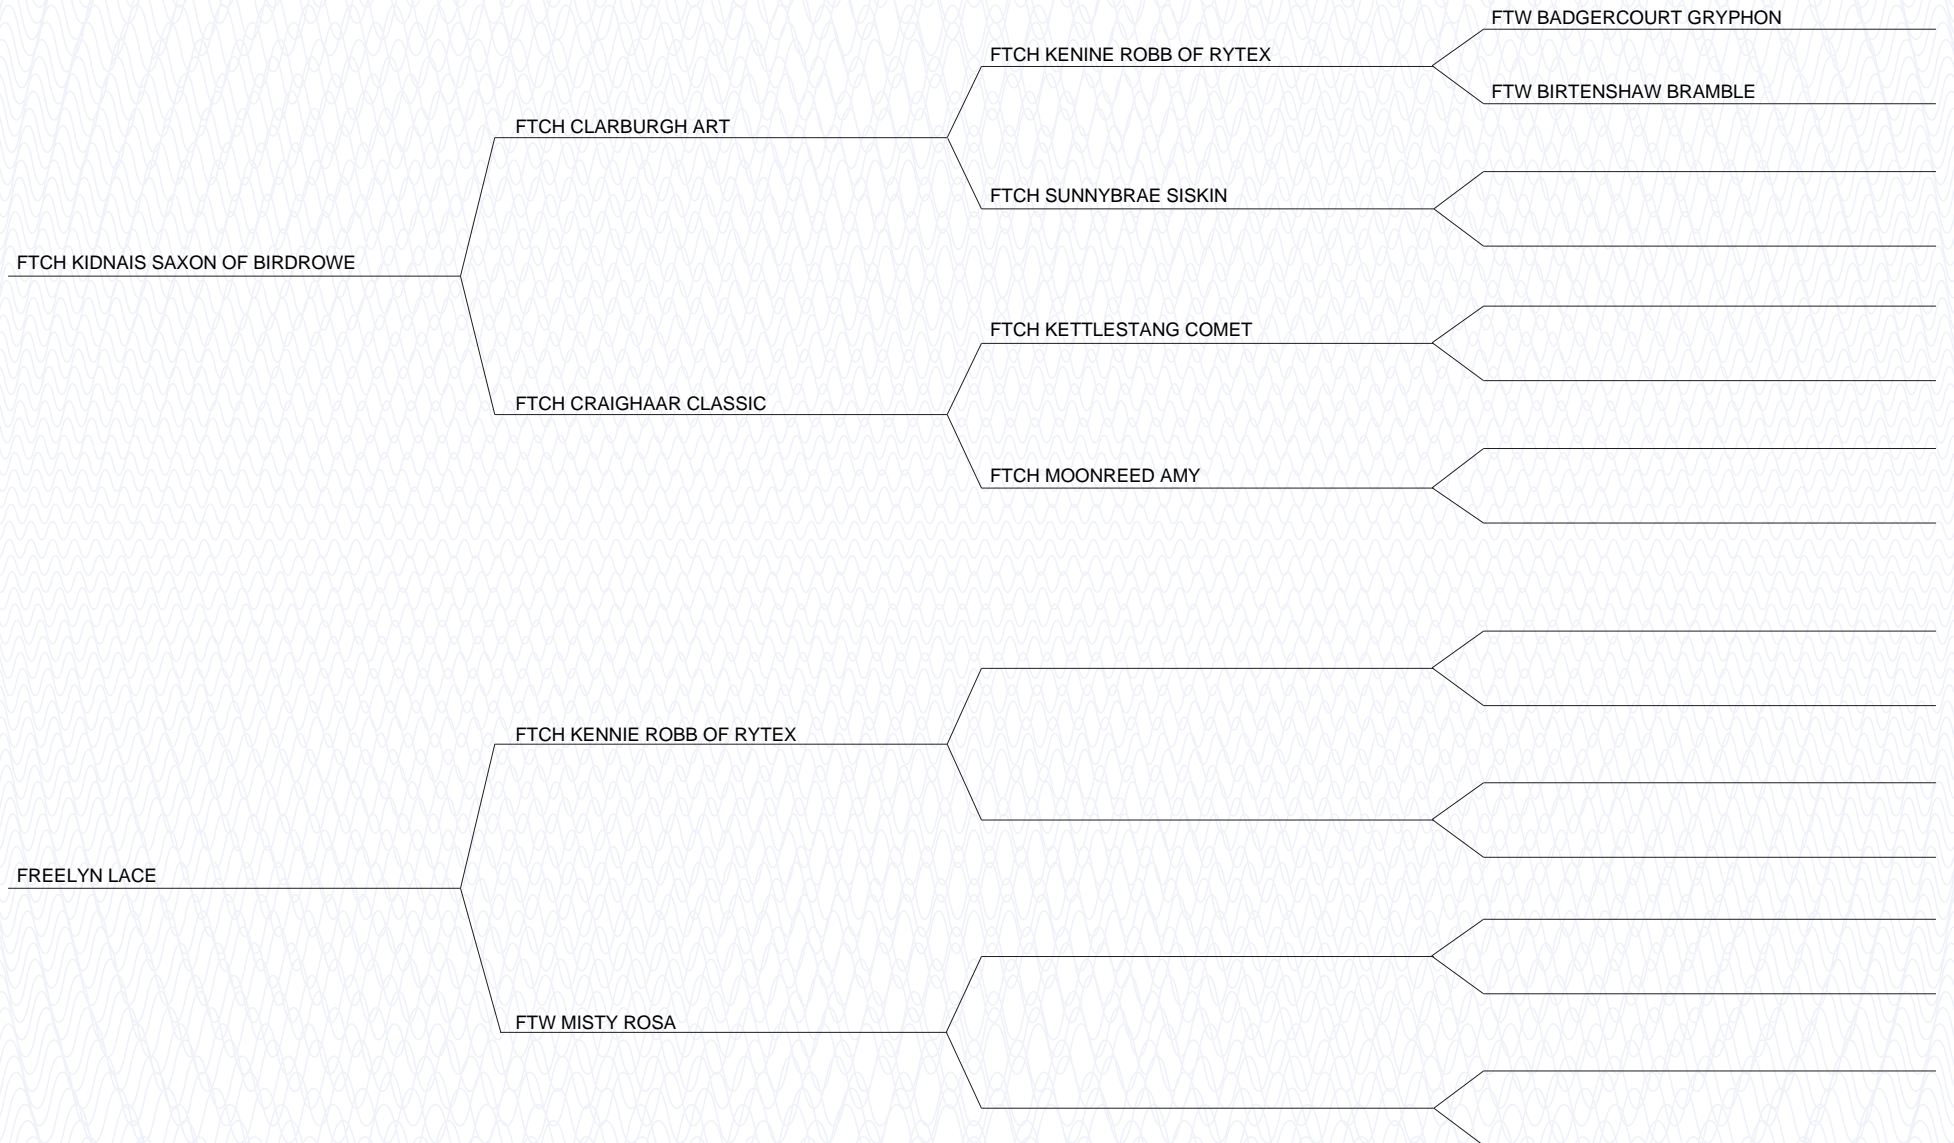 FTW BADGERCOURT GRYPHON
FTCH KENINE ROBB OF RYTEX
FTW BIRTENSHAW BRAMBLE
FTCH CLARBURGH ART
FTCH SUNNYBRAE SISKIN
FTCH KIDNAIS SAXON OF BIRDROWE
FTCH KETTLESTANG COMET
FTCH CRAIGHAAR CLASSIC
FTCH MOONREED AMY
FTCH KENNIE ROBB OF RYTEX
FREELYN LACE
FTW MISTY ROSA